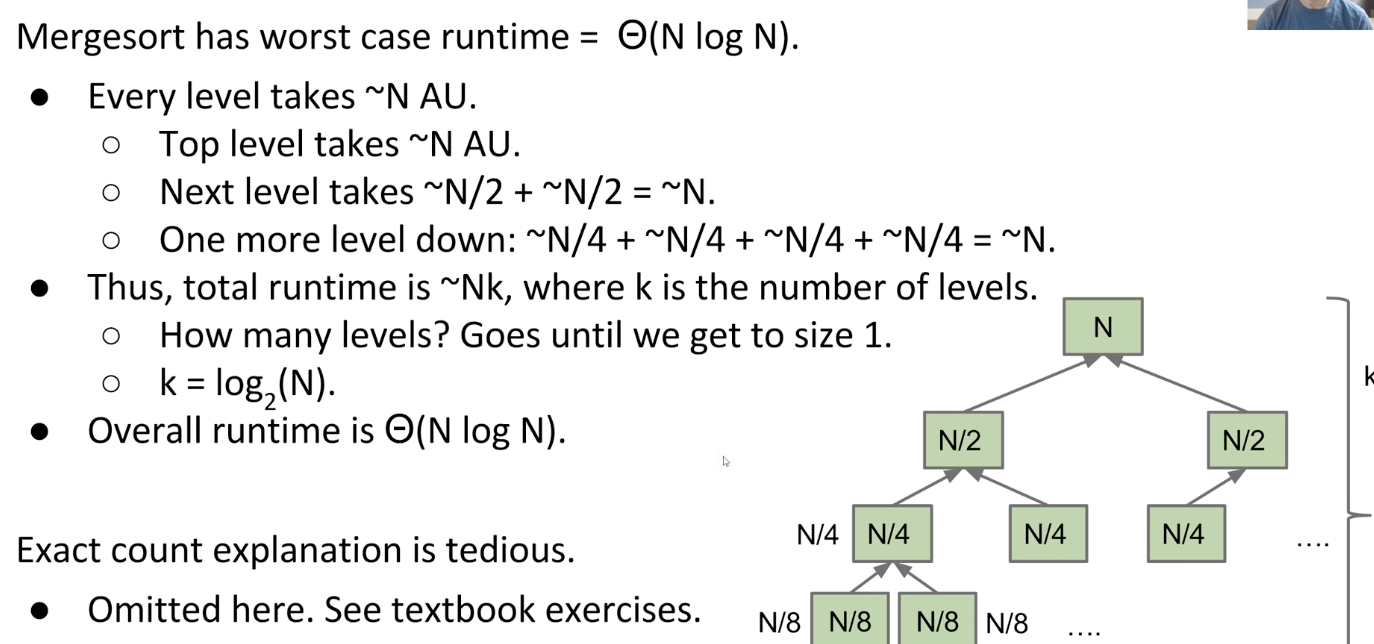 Mergesort has worst case runtime = Θ(N log N).
● Every level takes ~N AU.
○ Top level takes ~N AU.
○ Next level takes ~N/2 + ~N/2 = ~N.
○ One more level down: ~N/4 + ~N/4 + ~N/4 + ~N/4 = ~N.
● Thus, total runtime is ~Nk, where k is the number of levels.
○ How many levels? Goes until we get to size 1.
○ k = log₂(N).
● Overall runtime is Θ(N log N).
Exact count explanation is tedious.
● Omitted here. See textbook exercises.
N
k
N/2 N/2
N/4 N/4 N/4 N/4 ....
N/8 N/8 N/8 N/8 ....